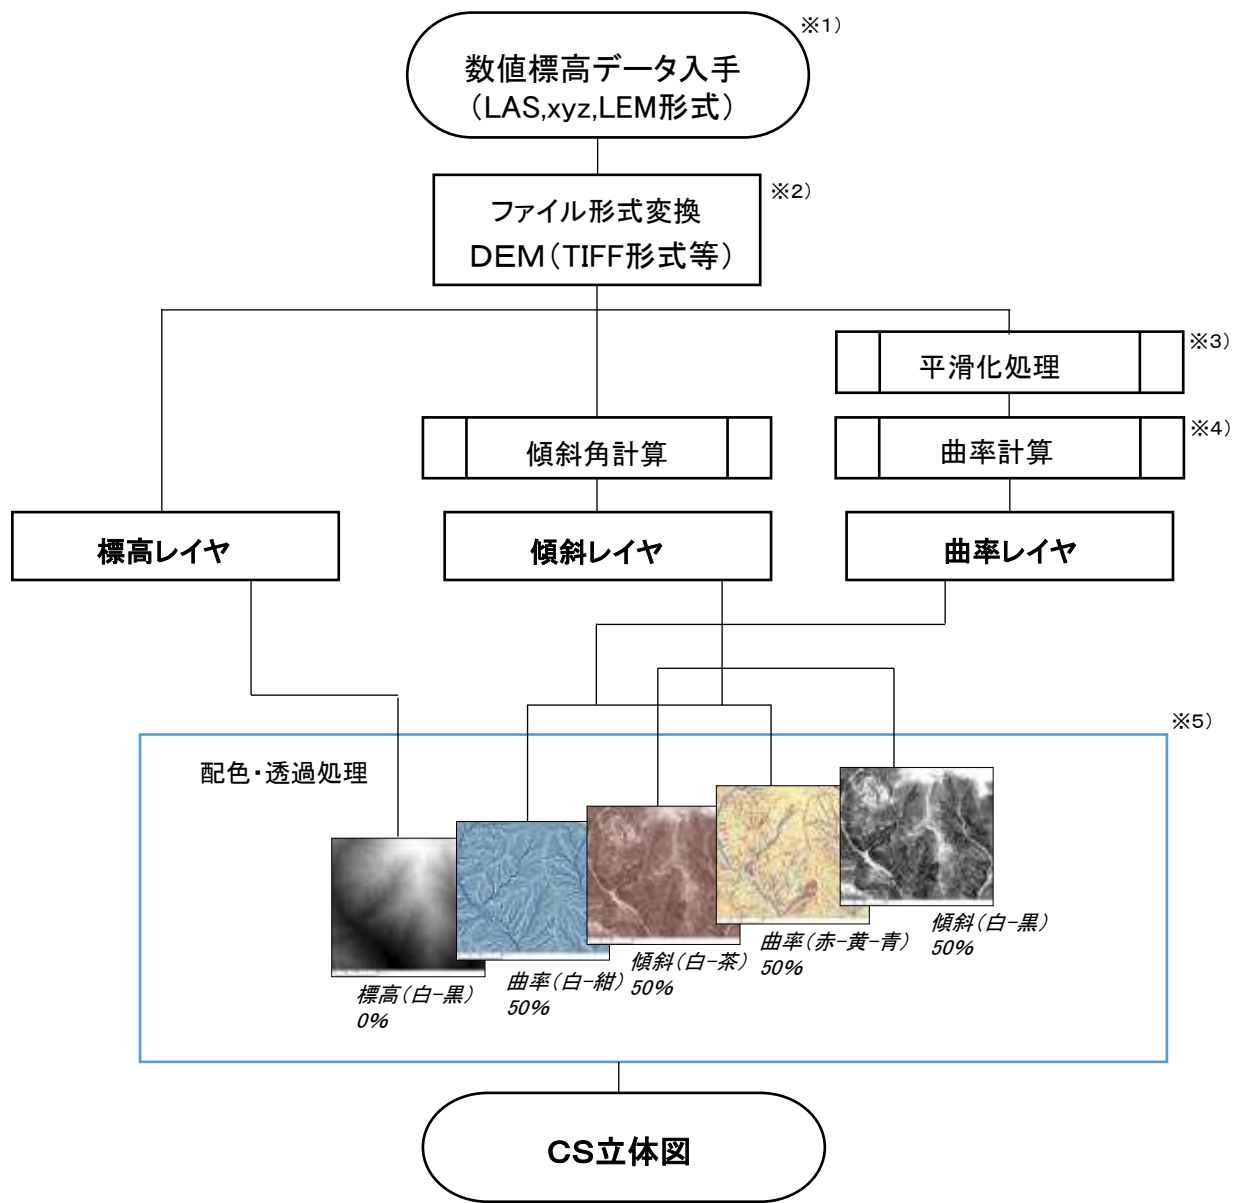 ※1)
数値標高データ入手
(LAS,xyz,LEM形式)
※2)
ファイル形式変換
DEM(TIFF形式等)
※3)
平滑化処理
※4)
傾斜角計算
曲率計算
標高レイヤ
傾斜レイヤ
曲率レイヤ
※5)
配色・透過処理
標高(白-黒)
0%
曲率(白-紺)
50%
傾斜(白-茶)
50%
曲率(赤-黄-青)
50%
傾斜(白-黒)
50%
CS立体図